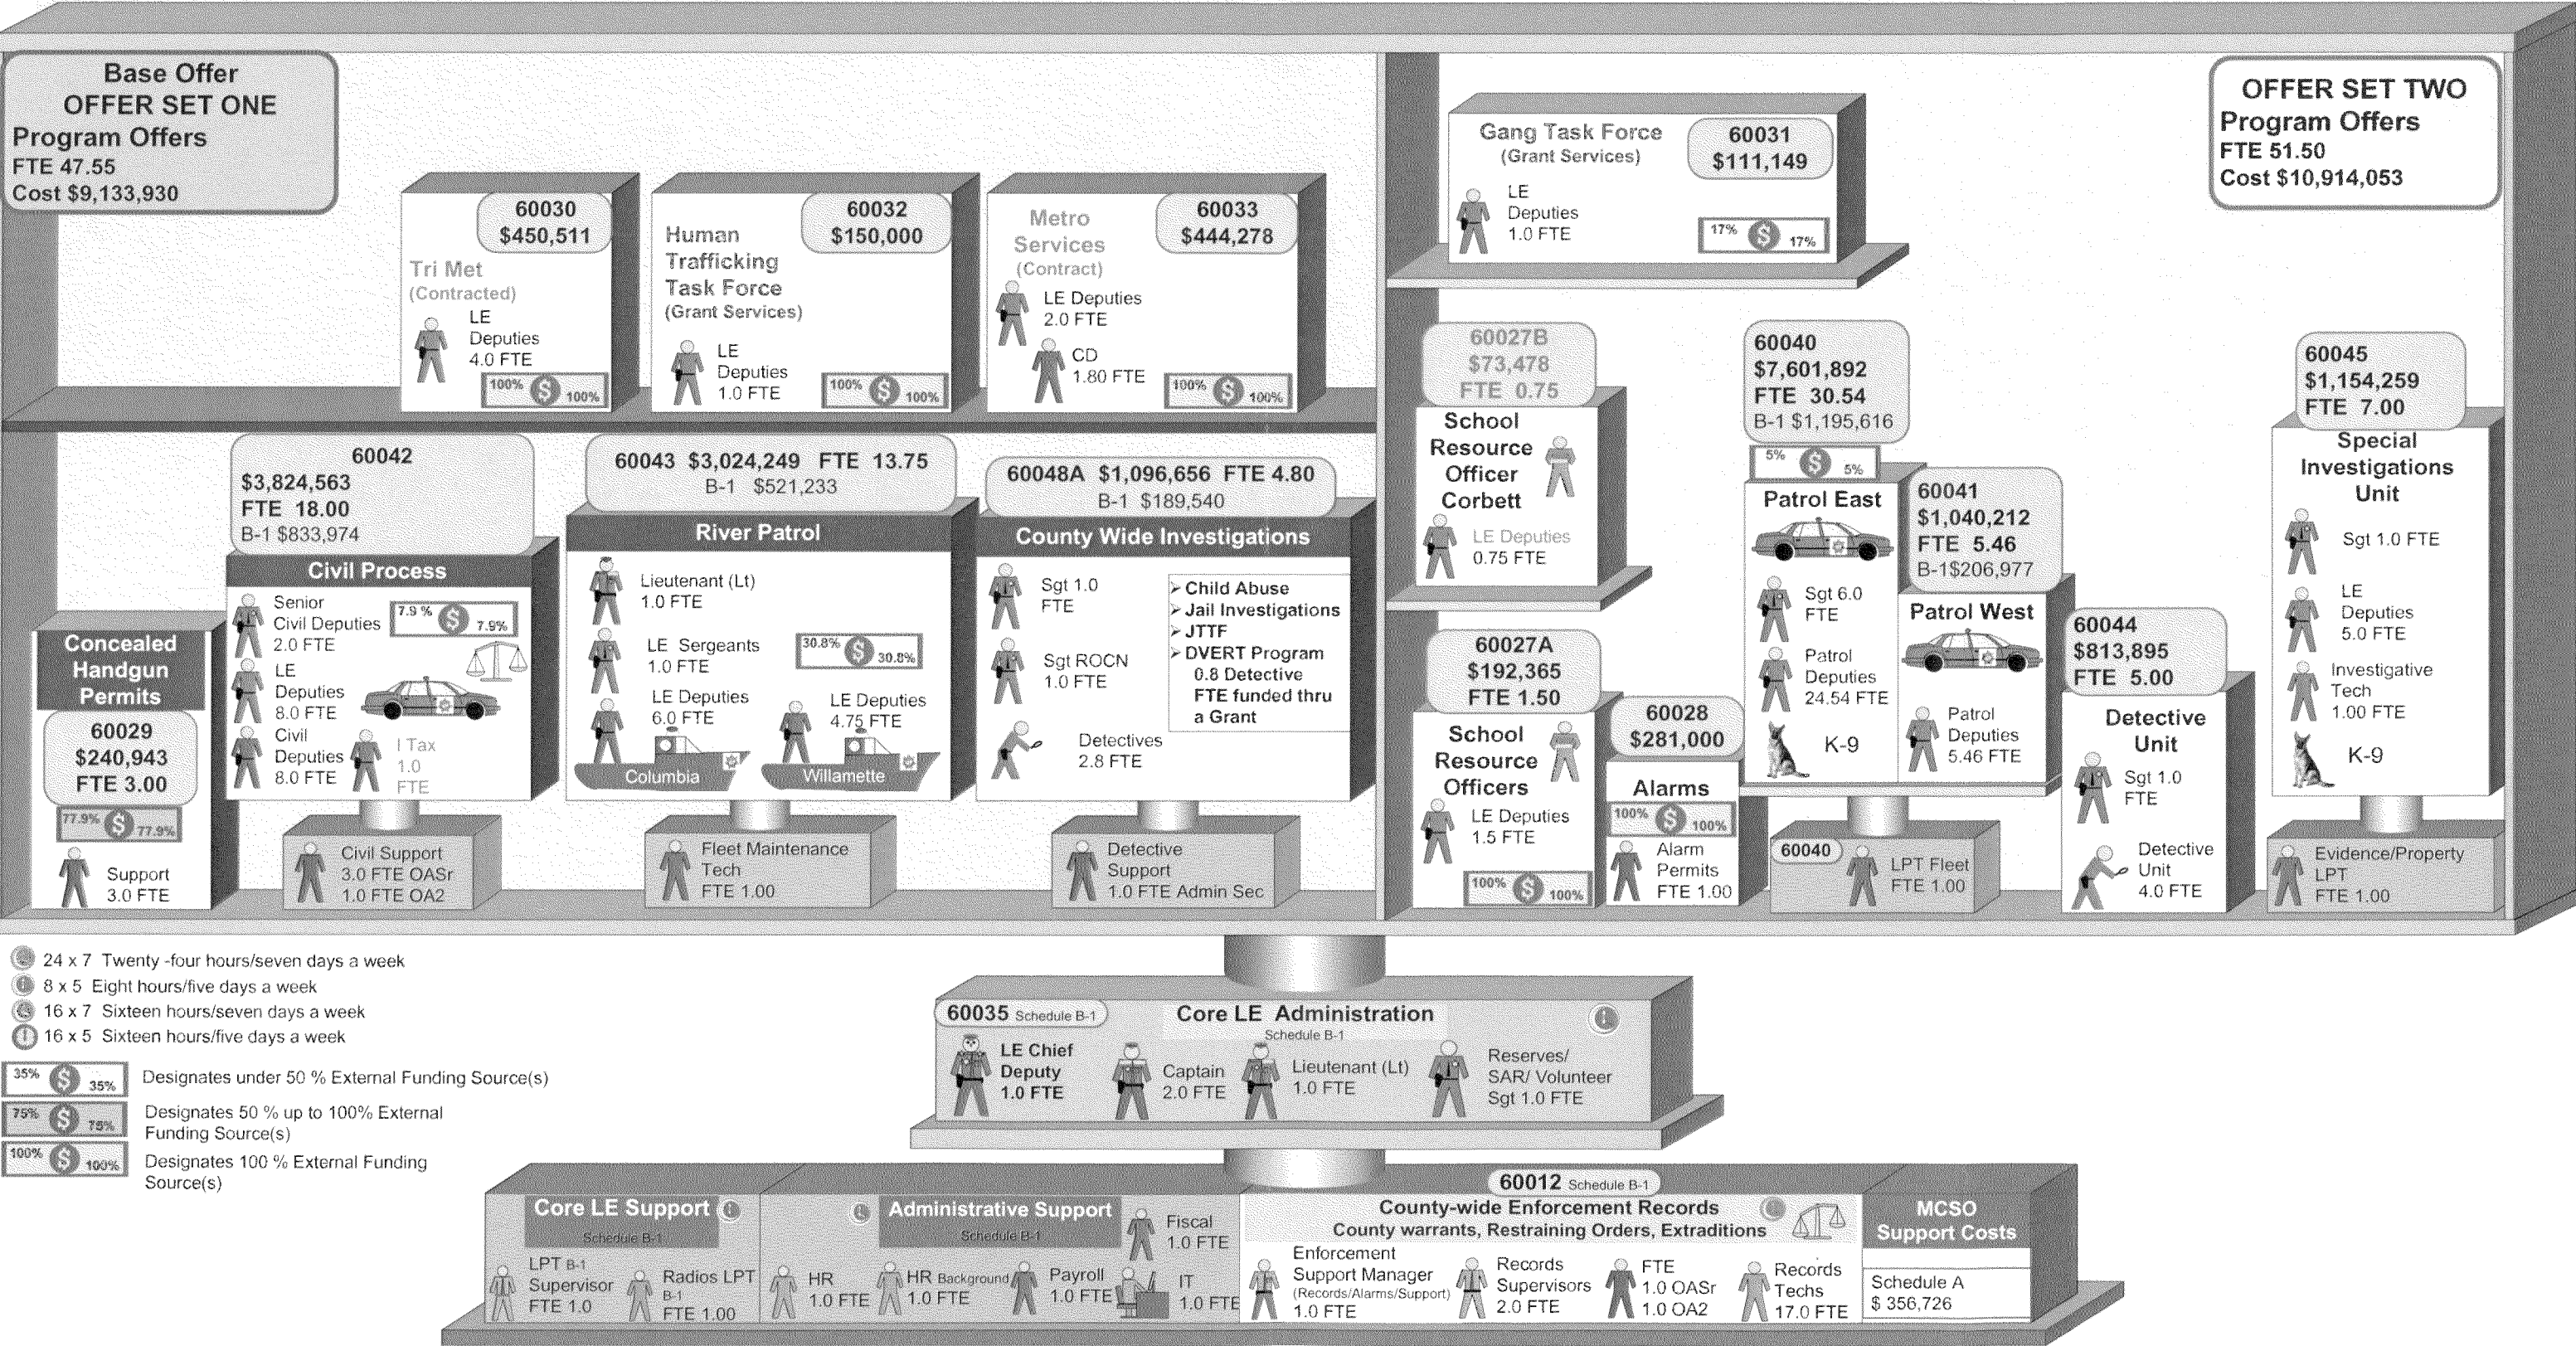 Base Offer
OFFER SET ONE
Program Offers
FTE 47.55
Cost $9,133,930
60030
$450,511
Tri Met
(Contracted)
LE
Deputies
4.0 FTE
100% $ 100%
60032
$150,000
Human
Trafficking
Task Force
(Grant Services)
LE
Deputies
1.0 FTE
100% $ 100%
60033
$444,278
Metro
Services
(Contract)
LE Deputies
2.0 FTE
CD
1.80 FTE
100% $ 100%
Gang Task Force
(Grant Services)
60031
$111,149
LE
Deputies
1.0 FTE
17% $ 17%
OFFER SET TWO
Program Offers
FTE 51.50
Cost $10,914,053
Concealed
Handgun
Permits
60029
$240,943
FTE 3.00
77.9% $ 77.9%
Support
3.0 FTE
60042
$3,824,563
FTE 18.00
B-1 $833,974
Civil Process
Senior
Civil Deputies
2.0 FTE
7.9 % $ 7.9%
LE
Deputies
8.0 FTE
Civil
Deputies
8.0 FTE
I Tax
1.0
FTE
Civil Support
3.0 FTE OASr
1.0 FTE OA2
60043 $3,024,249 FTE 13.75
B-1 $521,233
River Patrol
Lieutenant (Lt)
1.0 FTE
LE Sergeants
1.0 FTE
30.8% $ 30.8%
LE Deputies
6.0 FTE
LE Deputies
4.75 FTE
Columbia
Willamette
Fleet Maintenance
Tech
FTE 1.00
60048A $1,096,656 FTE 4.80
B-1 $189,540
County Wide Investigations
Sgt 1.0
FTE
Sgt ROCN
1.0 FTE
Detectives
2.8 FTE
➢ Child Abuse
➢ Jail Investigations
➢ JTTF
➢ DVERT Program
0.8 Detective
FTE funded thru
a Grant
Detective
Support
1.0 FTE Admin Sec
60027B
$73,478
FTE 0.75
School
Resource
Officer
Corbett
LE Deputies
0.75 FTE
60027A
$192,365
FTE 1.50
School
Resource
Officers
LE Deputies
1.5 FTE
100% $ 100%
60028
$281,000
Alarms
100% $ 100%
Alarm
Permits
FTE 1.00
60040
$7,601,892
FTE 30.54
B-1 $1,195,616
5% $ 5%
Patrol East
Sgt 6.0
FTE
Patrol
Deputies
24.54 FTE
K-9
60041
$1,040,212
FTE 5.46
B-1$206,977
Patrol West
Patrol
Deputies
5.46 FTE
60040
LPT Fleet
FTE 1.00
60044
$813,895
FTE 5.00
Detective
Unit
Sgt 1.0
FTE
Detective
Unit
4.0 FTE
60045
$1,154,259
FTE 7.00
Special
Investigations
Unit
Sgt 1.0 FTE
LE
Deputies
5.0 FTE
Investigative
Tech
1.00 FTE
K-9
Evidence/Property
LPT
FTE 1.00
24 x 7 Twenty -four hours/seven days a week
8 x 5 Eight hours/five days a week
16 x 7 Sixteen hours/seven days a week
16 x 5 Sixteen hours/five days a week
35% $ 35%
Designates under 50 % External Funding Source(s)
75% $ 75%
Designates 50 % up to 100% External
Funding Source(s)
100% $ 100%
Designates 100 % External Funding
Source(s)
60035 Schedule B-1
Core LE Administration
Schedule B-1
LE Chief
Deputy
1.0 FTE
Captain
2.0 FTE
Lieutenant (Lt)
1.0 FTE
Reserves/
SAR/ Volunteer
Sgt 1.0 FTE
Core LE Support
Schedule B-1
LPT B-1
Supervisor
FTE 1.0
Radios LPT
B-1
FTE 1.00
Administrative Support
Schedule B-1
Fiscal
1.0 FTE
HR
1.0 FTE
HR Background
1.0 FTE
Payroll
1.0 FTE
IT
1.0 FTE
60012 Schedule B-1
County-wide Enforcement Records
County warrants, Restraining Orders, Extraditions
Enforcement
Support Manager
(Records/Alarms/Support)
1.0 FTE
Records
Supervisors
2.0 FTE
FTE
1.0 OASr
1.0 OA2
Records
Techs
17.0 FTE
MCSO
Support Costs
Schedule A
$ 356,726